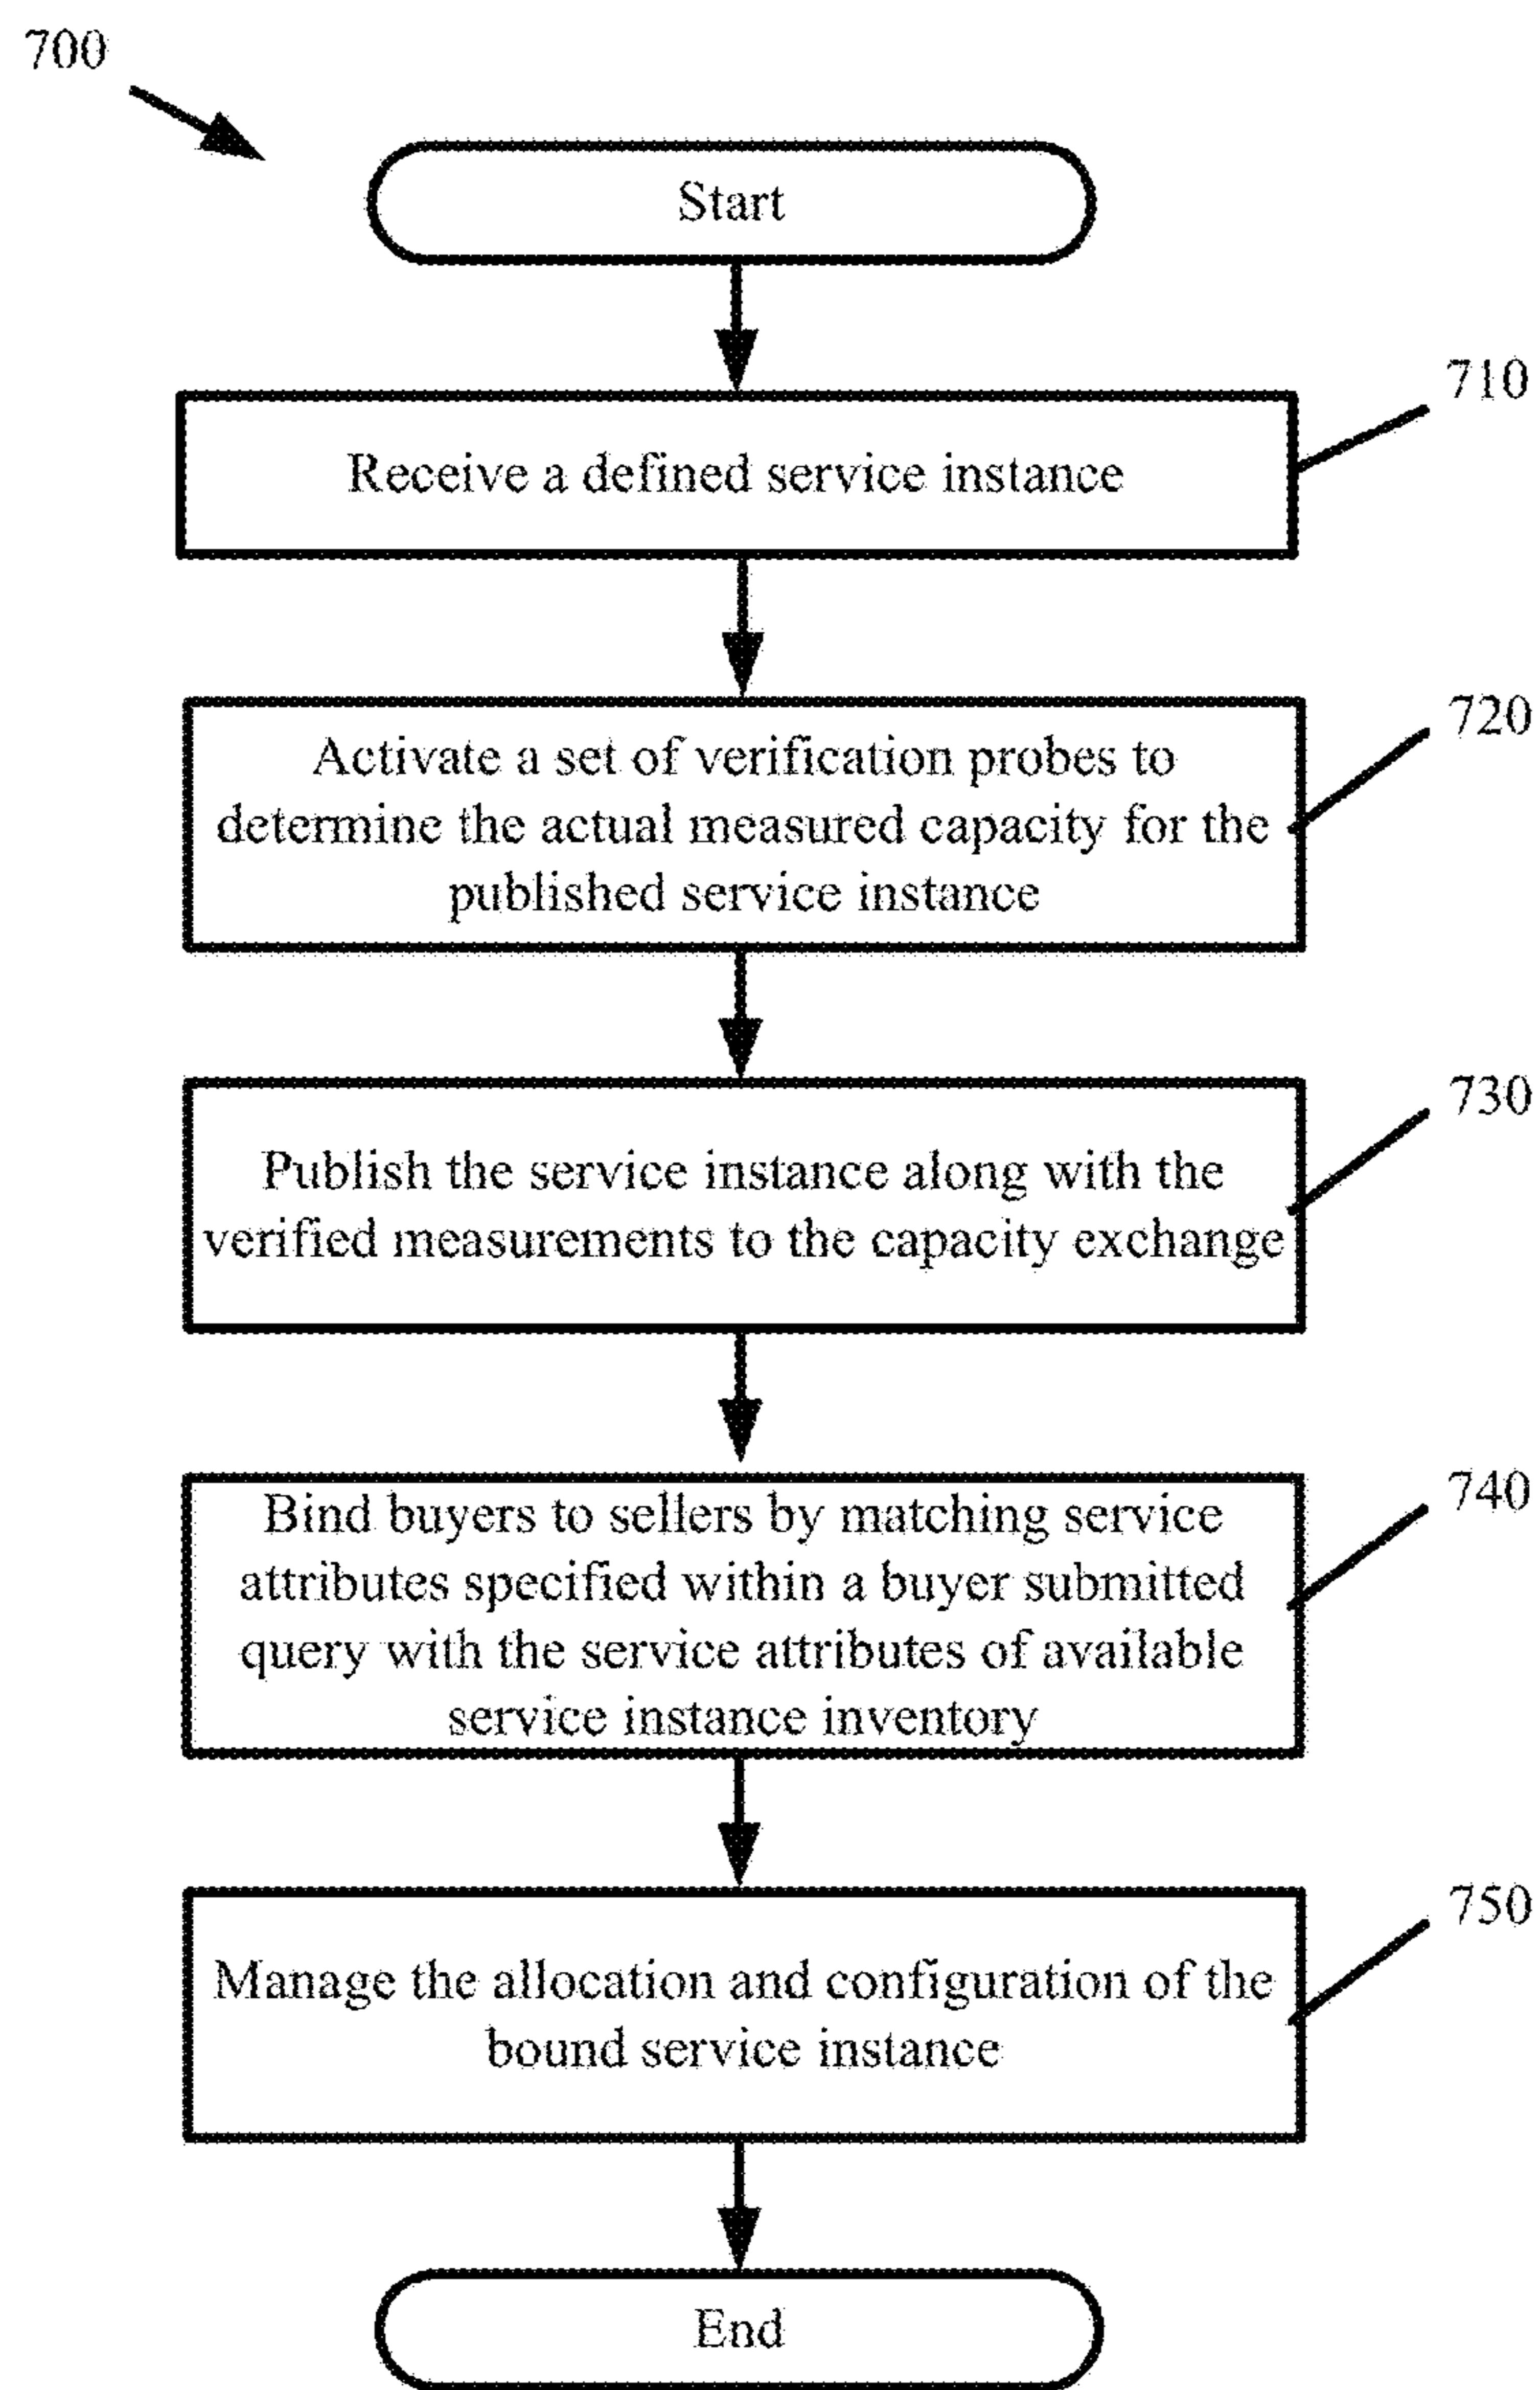 700
Start
710
Receive a defined service instance
720
Activate a set of verification probes to
determine the actual measured capacity for the
published service instance
730
Publish the service instance along with the
verified measurements to the capacity exchange
740
Bind buyers to sellers by matching service
attributes specified within a buyer submitted
query with the service attributes of available
service instance inventory
750
Manage the allocation and configuration of the
bound service instance
End